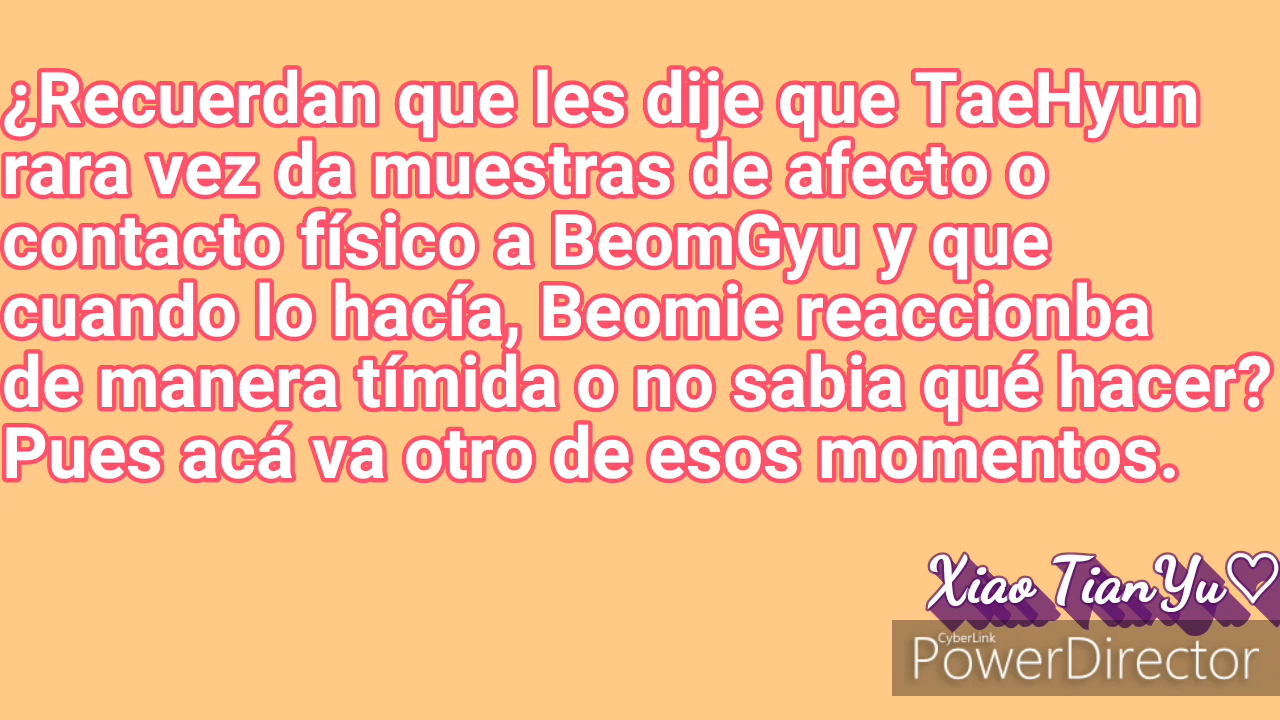 ¿Recuerdan que les dije que TaeHyun
rara vez da muestras de afecto o
contacto físico a BeomGyu y que
cuando lo hacía, Beomie reaccionba
de manera tímida o no sabia qué hacer?
Pues acá va otro de esos momentos.
Xiao TianYu♡
CyberLink
PowerDirector